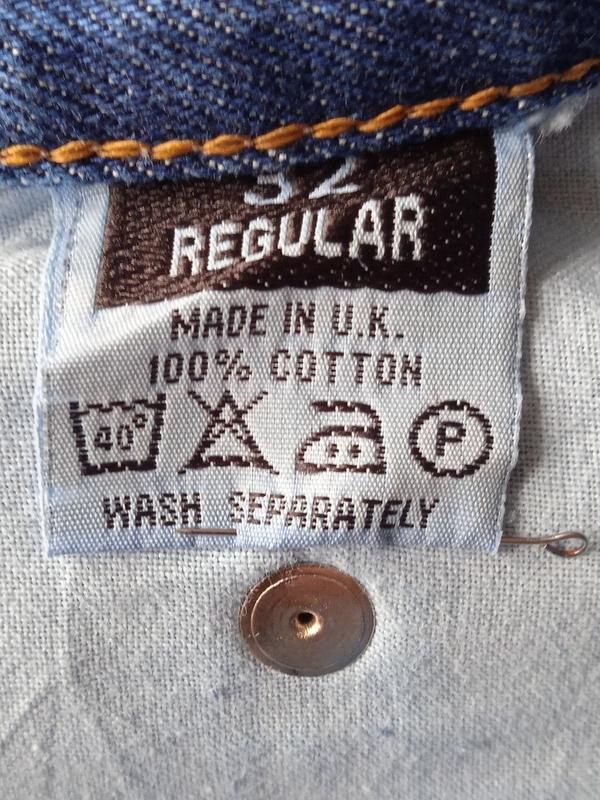 32
REGULAR
MADE IN U.K.
100% COTTON
40° P
WASH SEPARATELY